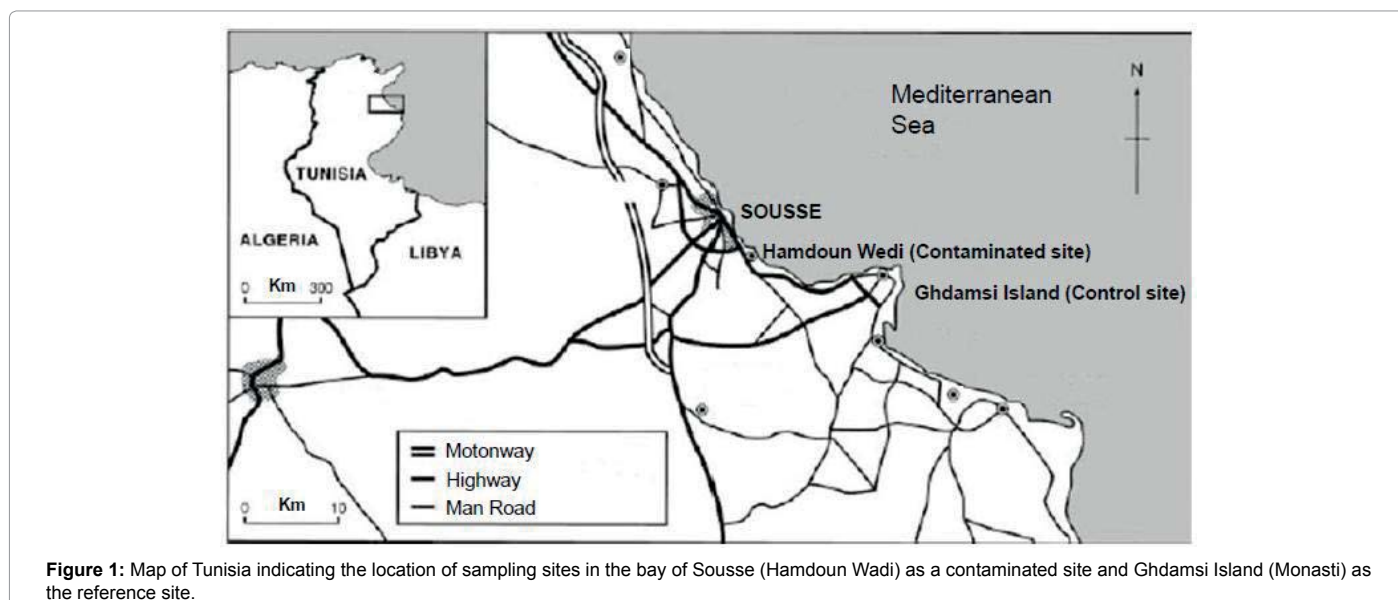 TUNISIA
ALGERIA
LIBYA
0 Km 300
Mediterranean
Sea
N
SOUSSE
Hamdoun Wedi (Contaminated site)
Ghdamsi Island (Control site)
Motonway
Highway
Man Road
0 Km 10
Figure 1: Map of Tunisia indicating the location of sampling sites in the bay of Sousse (Hamdoun Wadi) as a contaminated site and Ghdamsi Island (Monasti) as
the reference site.